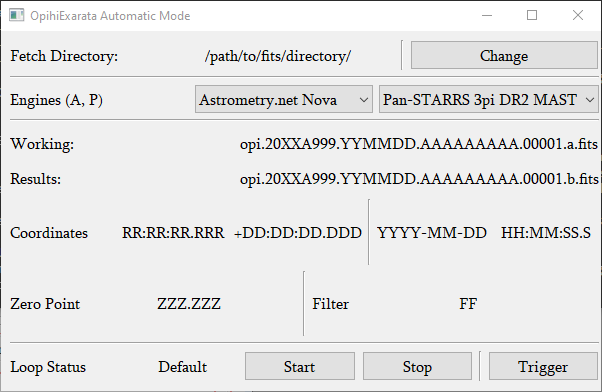 OpihiExarata Automatic Mode
Fetch Directory: /path/to/fits/directory/ Change
Engines (A, P) Astrometry.net Nova Pan-STARRS 3pi DR2 MAST
Working: opi.20XXA999.YYMMDD.AAAAAAAAA.00001.a.fits
Results: opi.20XXA999.YYMMDD.AAAAAAAAA.00001.b.fits
Coordinates RR:RR:RR.RRR +DD:DD:DD.DDD YYYY-MM-DD HH:MM:SS.S
Zero Point ZZZ.ZZZ Filter FF
Loop Status Default Start Stop Trigger